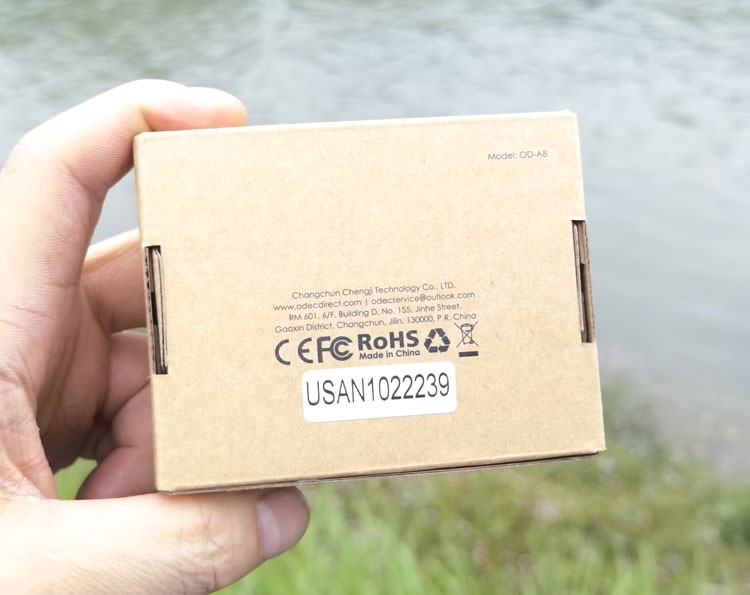 Model: OD-A8
Changchun Chengji Technology Co., LTD.
www.odecdirect.com | odecservice@outlook.com
RM 601, 6/F, Building D, No. 155, Jinhe Street,
Gaoxin District, Changchun, Jilin, 130000, P.R. China
CE FC RoHS
Made in China
USAN1022239